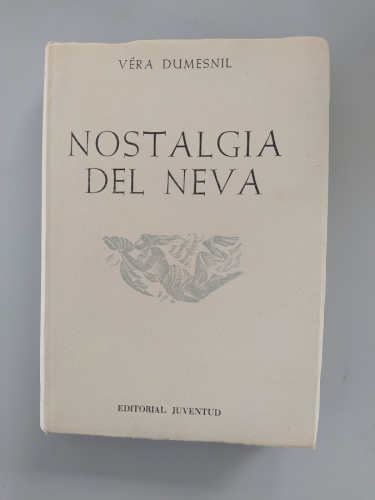 VÉRA DUMESNIL
NOSTALGIA
DEL NEVA
EDITORIAL JUVENTUD